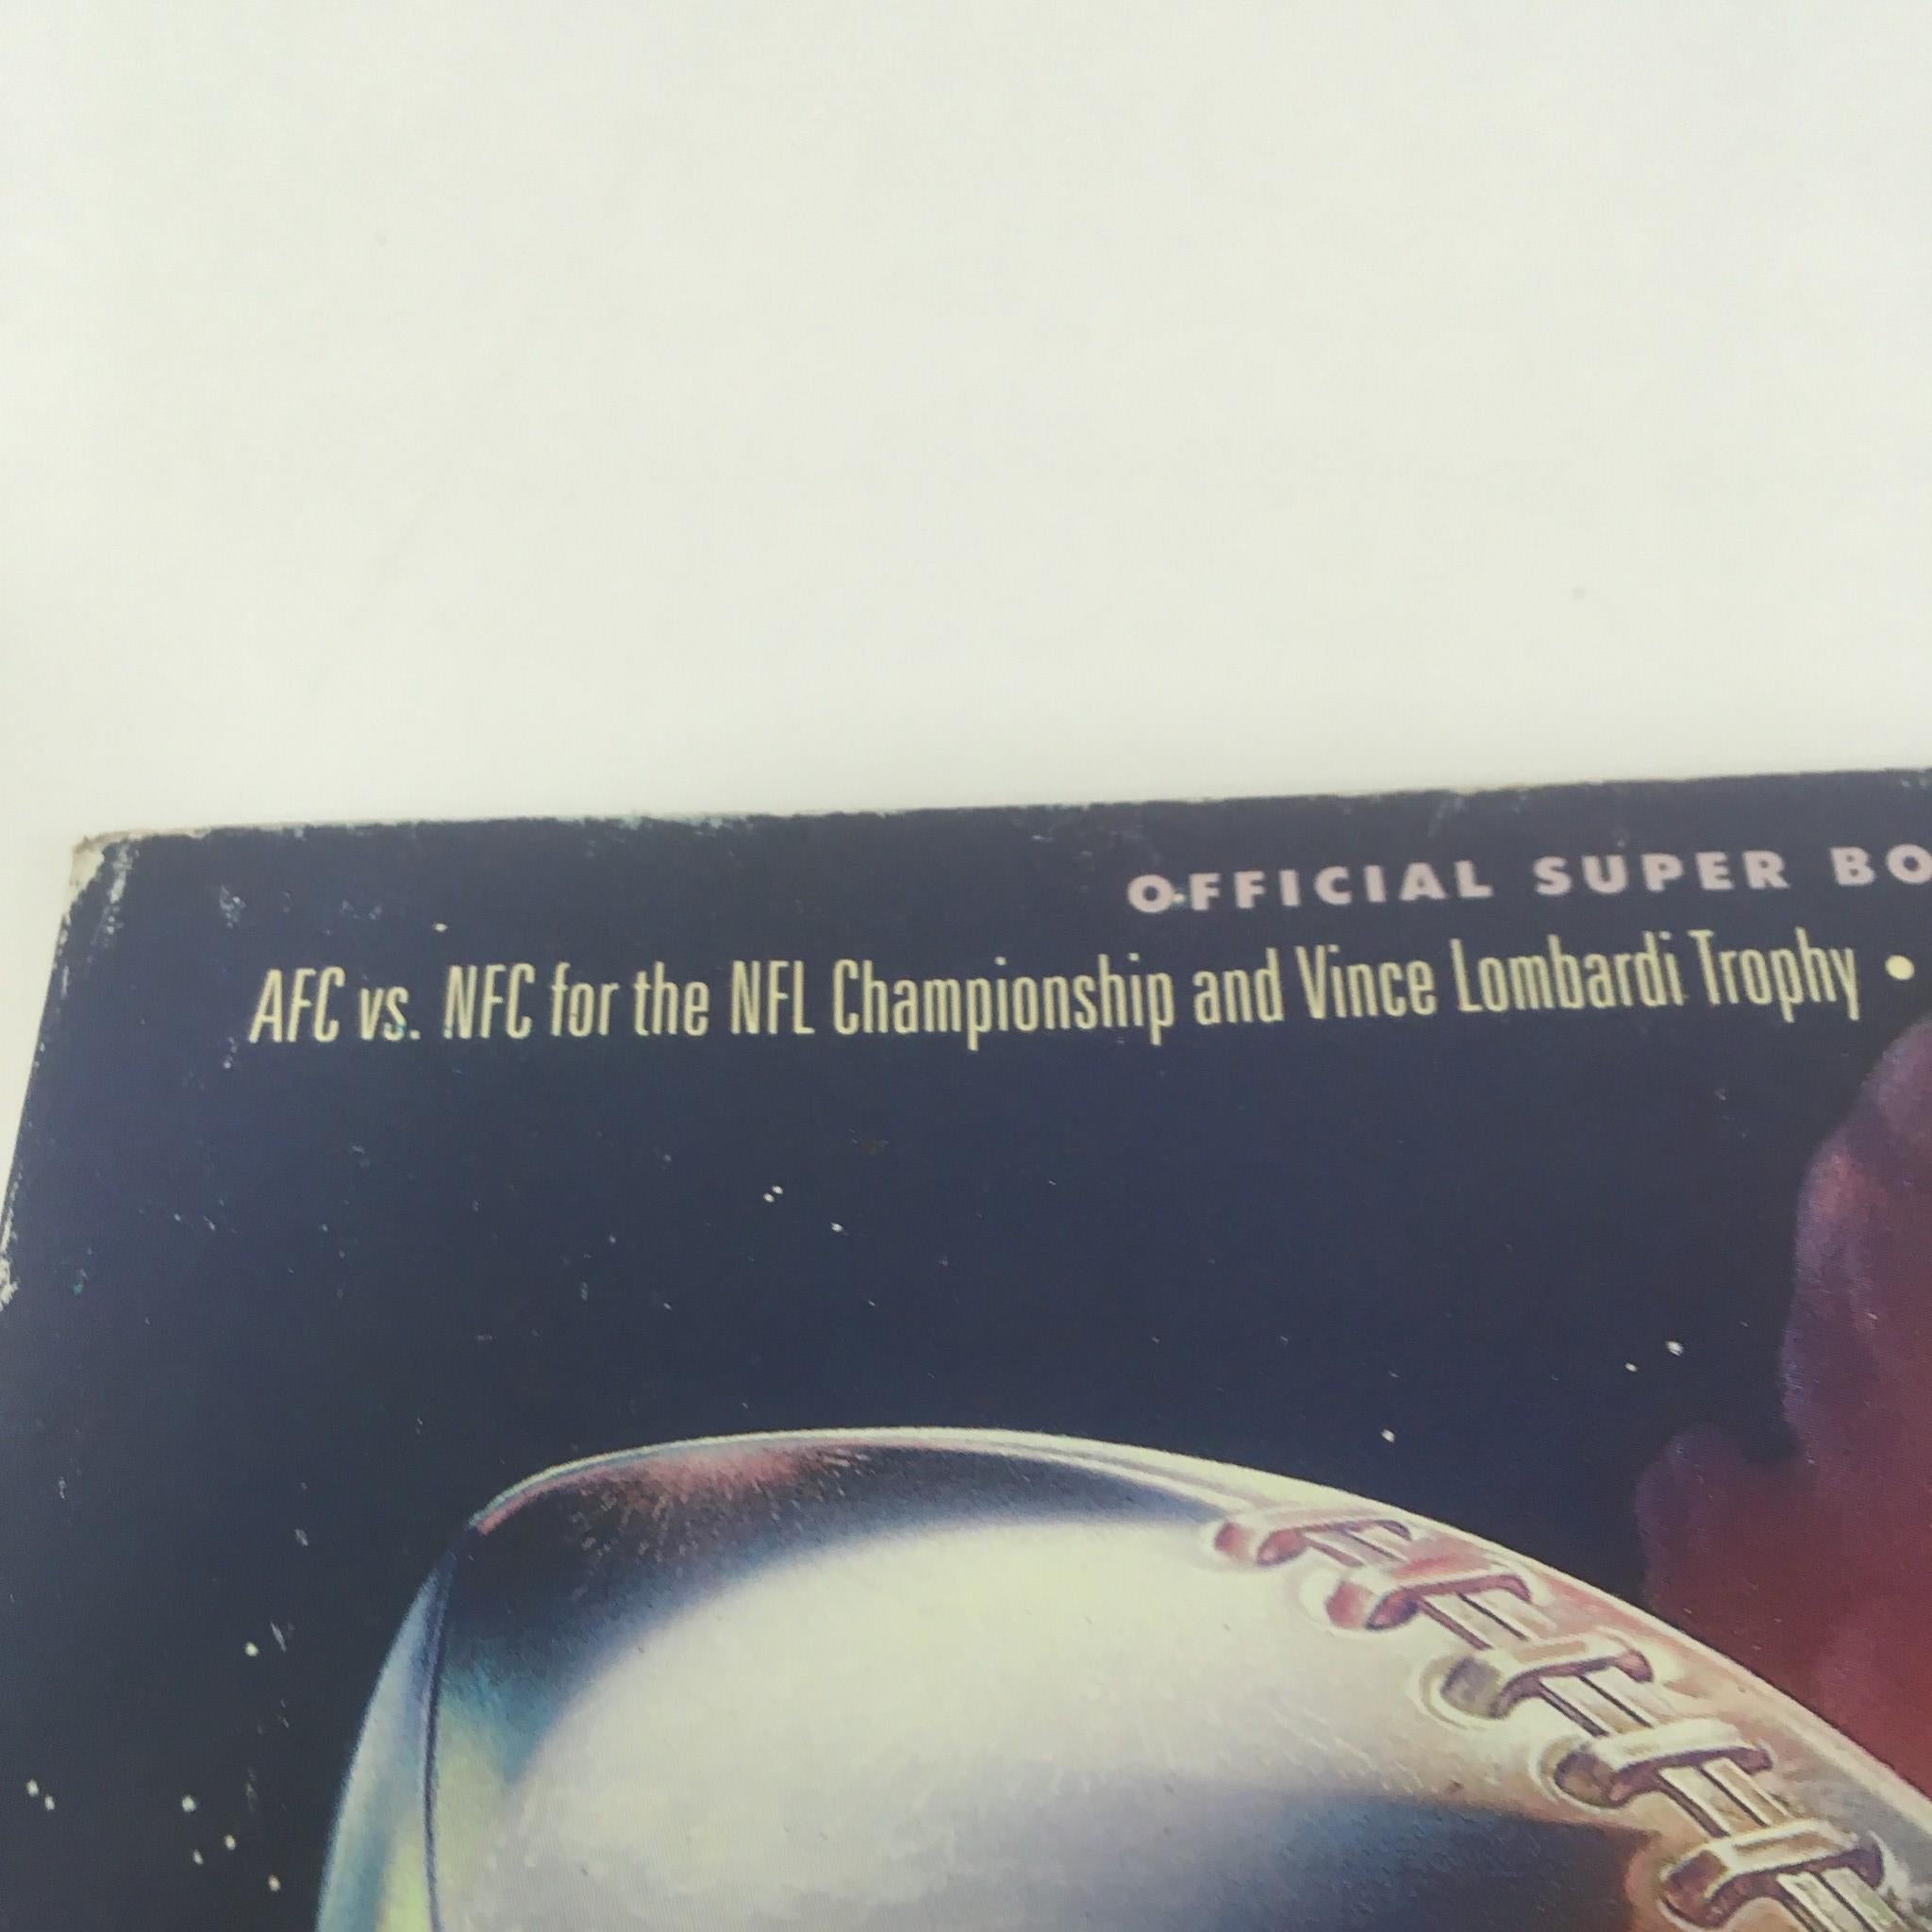 OFFICIAL SUPER BO
AFC vs. NFC for the NFL Championship and Vince Lombardi Trophy •